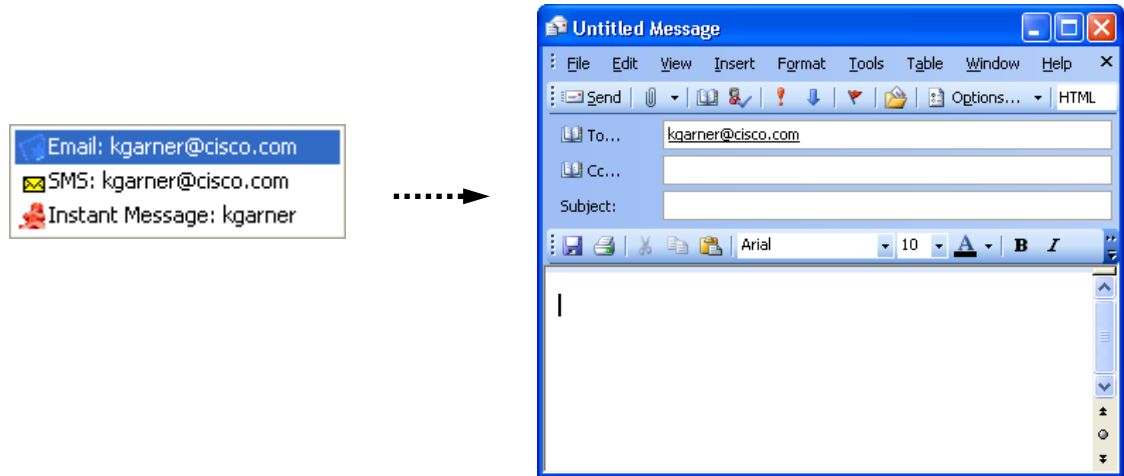 Email: kgarner@cisco.com
SMS: kgarner@cisco.com
Instant Message: kgarner
Untitled Message
File Edit View Insert Format Tools Table Window Help
Send Options... HTML
To... kgarner@cisco.com
Cc...
Subject:
Arial 10 A B I